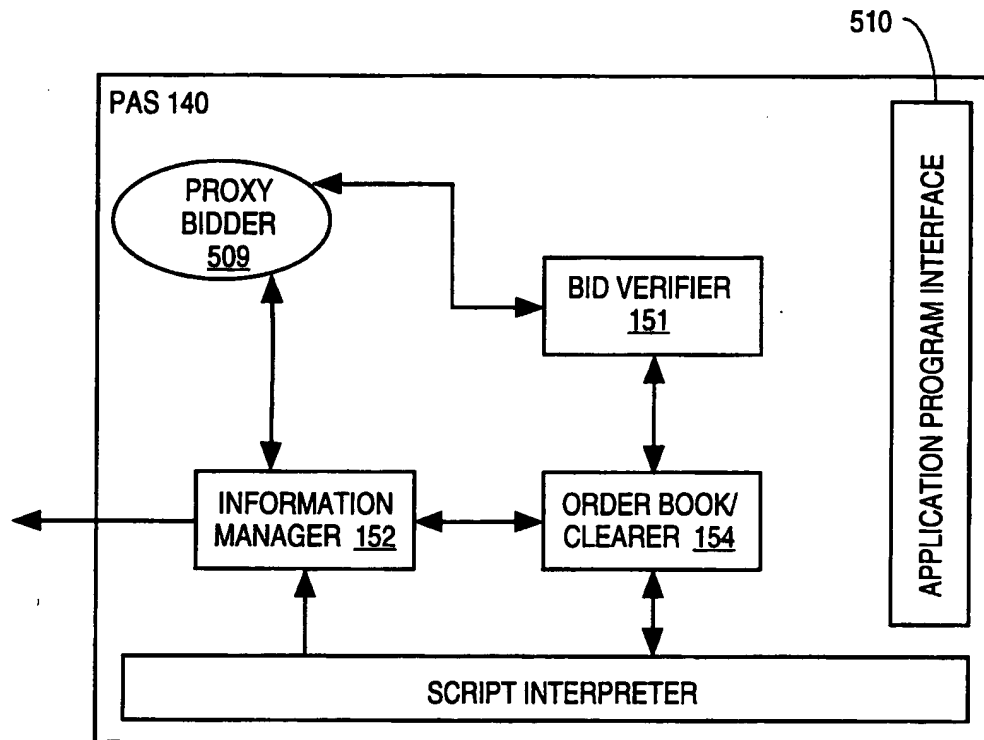 510
PAS 140
PROXY
BIDDER
509
BID VERIFIER
151
APPLICATION PROGRAM INTERFACE
INFORMATION
MANAGER 152
ORDER BOOK/
CLEARER 154
SCRIPT INTERPRETER